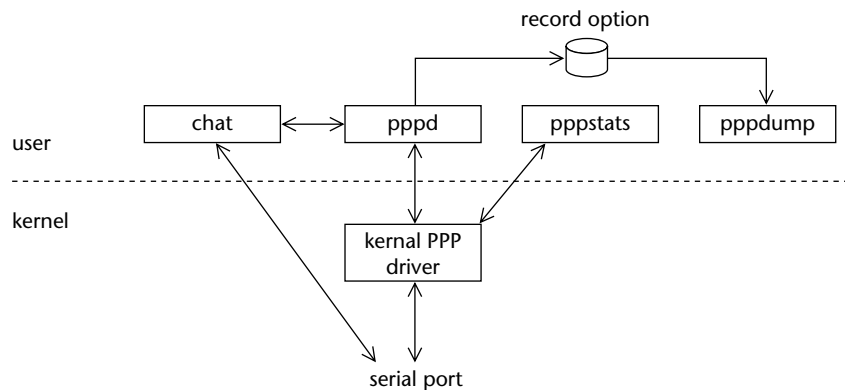 record option
chat
pppd
pppstats
pppdump
user
kernel
kernal PPP
driver
serial port